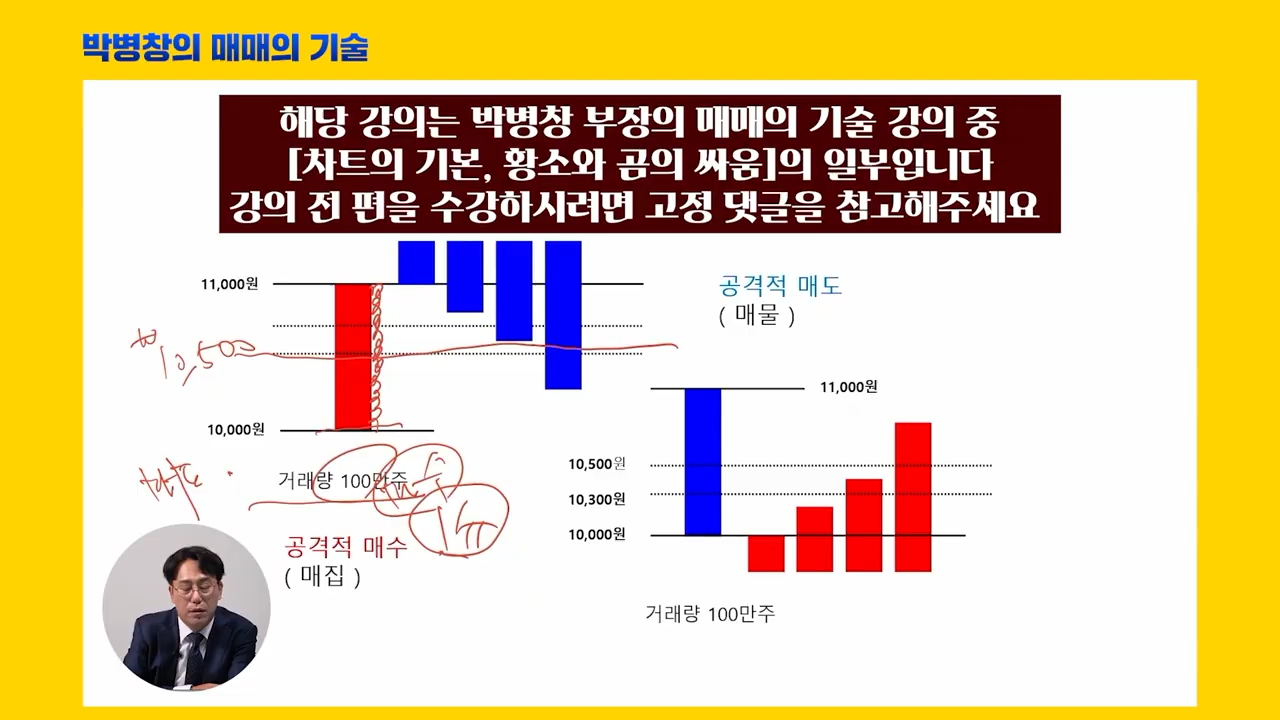 박병창의 매매의 기술
해당 강의는 박병창 부장의 매매의 기술 강의 중
[차트의 기본, 황소와 곰의 싸움]의 일부입니다
강의 전 편을 수강하시려면 고정 댓글을 참고해주세요
11,000원
₩10,500
10,000원
거래량 100만주
공격적 매수
( 매집 )
공격적 매도
( 매물 )
11,000원
10,500원
10,300원
10,000원
거래량 100만주